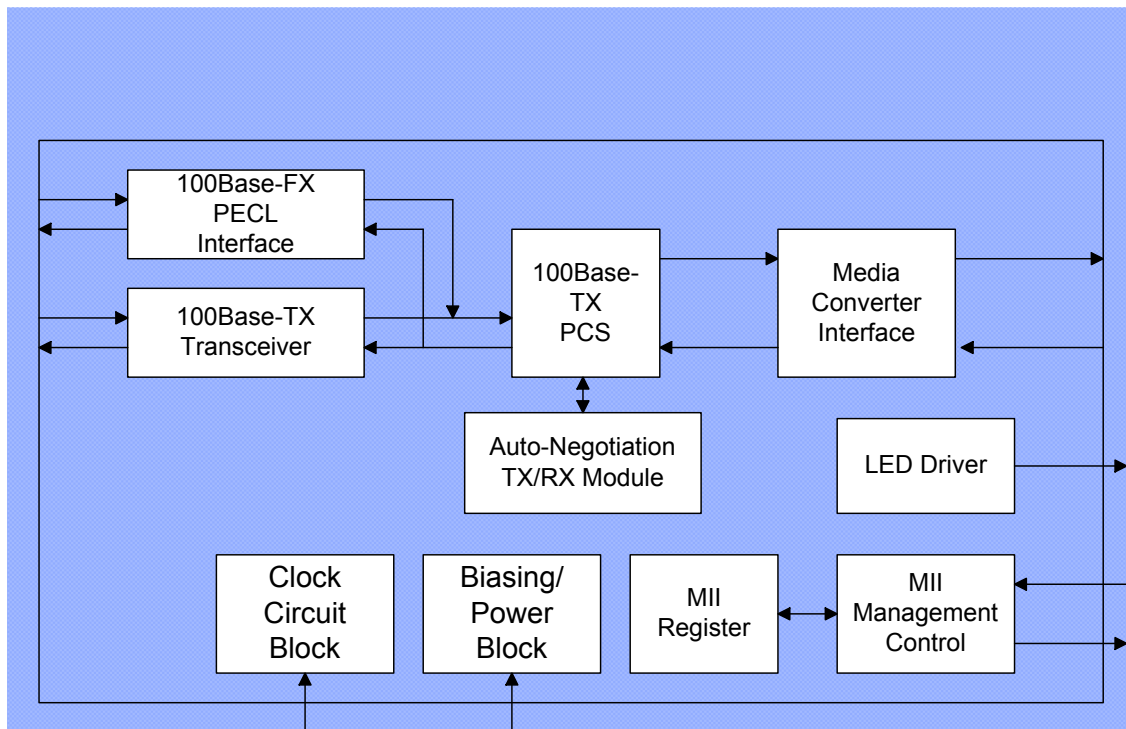 100Base-FX
PECL
Interface
100Base-TX
Transceiver
100Base-
TX
PCS
Media
Converter
Interface
Auto-Negotiation
TX/RX Module
LED Driver
Clock
Circuit
Block
Biasing/
Power
Block
MII
Register
MII
Management
Control